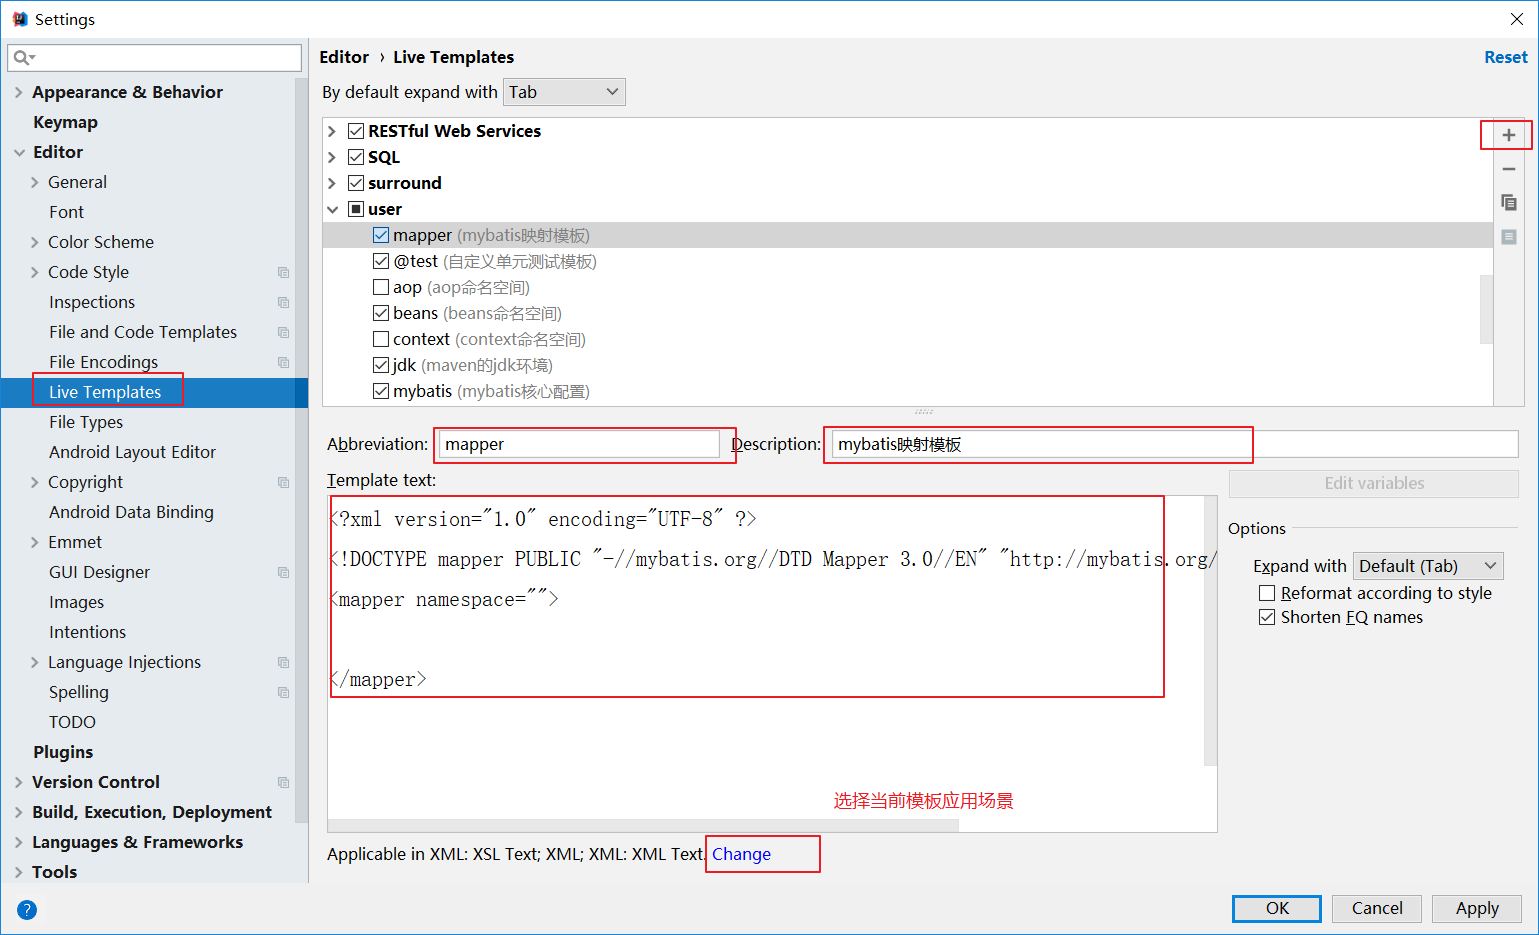 Settings
Appearance & Behavior
Keymap
Editor
General
Font
Color Scheme
Code Style
Inspections
File and Code Templates
File Encodings
Live Templates
File Types
Android Layout Editor
Copyright
Android Data Binding
Emmet
GUI Designer
Images
Intentions
Language Injections
Spelling
TODO
Plugins
Version Control
Build, Execution, Deployment
Languages & Frameworks
Tools
?
Editor › Live Templates
Reset
By default expand with Tab
RESTful Web Services
SQL
surround
user
mapper (mybatis映射模板)
@test (自定义单元测试模板)
aop (aop命名空间)
beans (beans命名空间)
context (context命名空间)
jdk (maven的jdk环境)
mybatis (mybatis核心配置)
Abbreviation: mapper Description: mybatis映射模板
Template text:
<?xml version="1.0" encoding="UTF-8" ?>
<!DOCTYPE mapper PUBLIC "-//mybatis.org//DTD Mapper 3.0//EN" "http://mybatis.org/
<mapper namespace="">
</mapper>
选择当前模板应用场景
Edit variables
Options
Expand with Default (Tab)
Reformat according to style
Shorten FQ names
Applicable in XML: XSL Text; XML; XML: XML Text. Change
OK Cancel Apply